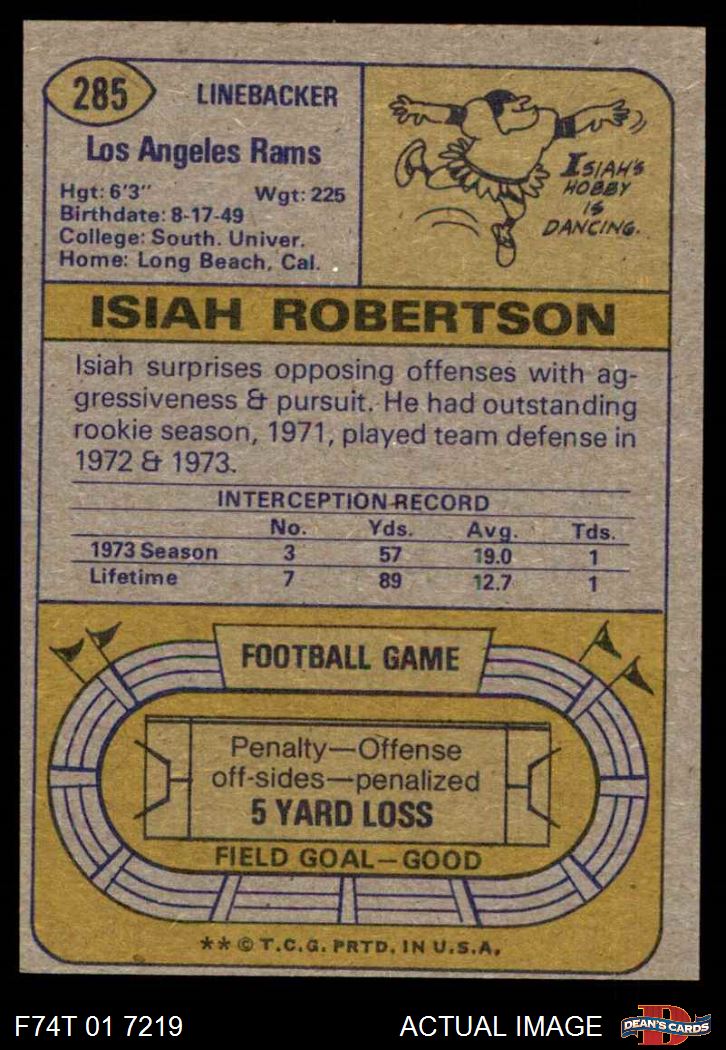 285
LINEBACKER
Los Angeles Rams
Hgt: 6'3" Wgt: 225
Birthdate: 8-17-49
College: South. Univer.
Home: Long Beach, Cal.
ISIAH'S
HOBBY
IS
DANCING.
ISIAH ROBERTSON
Isiah surprises opposing offenses with ag-
gressiveness & pursuit. He had outstanding
rookie season, 1971, played team defense in
1972 & 1973.
INTERCEPTION RECORD
No. Yds. Avg. Tds.
1973 Season 3 57 19.0 1
Lifetime 7 89 12.7 1
FOOTBALL GAME
Penalty—Offense
off-sides—penalized
5 YARD LOSS
FIELD GOAL—GOOD
** © T.C.G. PRTD. IN U.S.A.
F74T 01 7219 ACTUAL IMAGE
D
DEAN'S CARDS